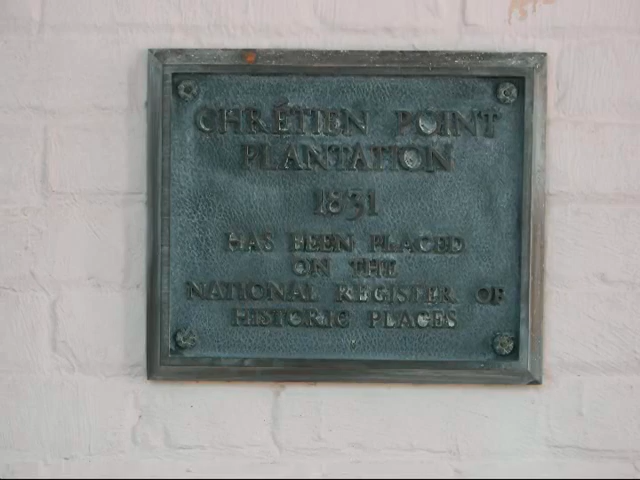 CHRÉTIEN POINT
PLANTATION
1831
HAS BEEN PLACED
ON THE
NATIONAL REGISTER OF
HISTORIC PLACES